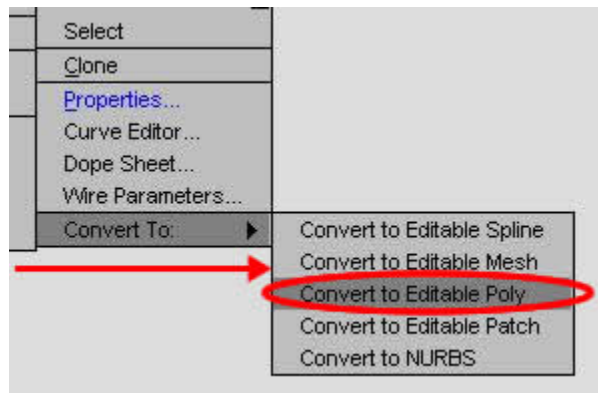 Select
Clone
Properties...
Curve Editor...
Dope Sheet...
Wire Parameters...
Convert To:
Convert to Editable Spline
Convert to Editable Mesh
Convert to Editable Poly
Convert to Editable Patch
Convert to NURBS